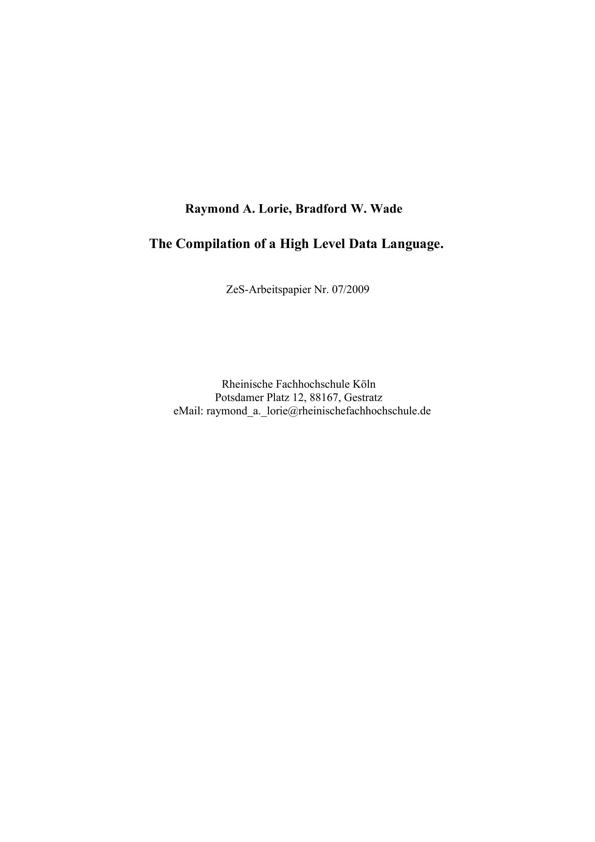 Raymond A. Lorie, Bradford W. Wade
The Compilation of a High Level Data Language.
ZeS-Arbeitspapier Nr. 07/2009
Rheinische Fachhochschule Köln
Potsdamer Platz 12, 88167, Gestratz
eMail: raymond_a._lorie@rheinischefachhochschule.de